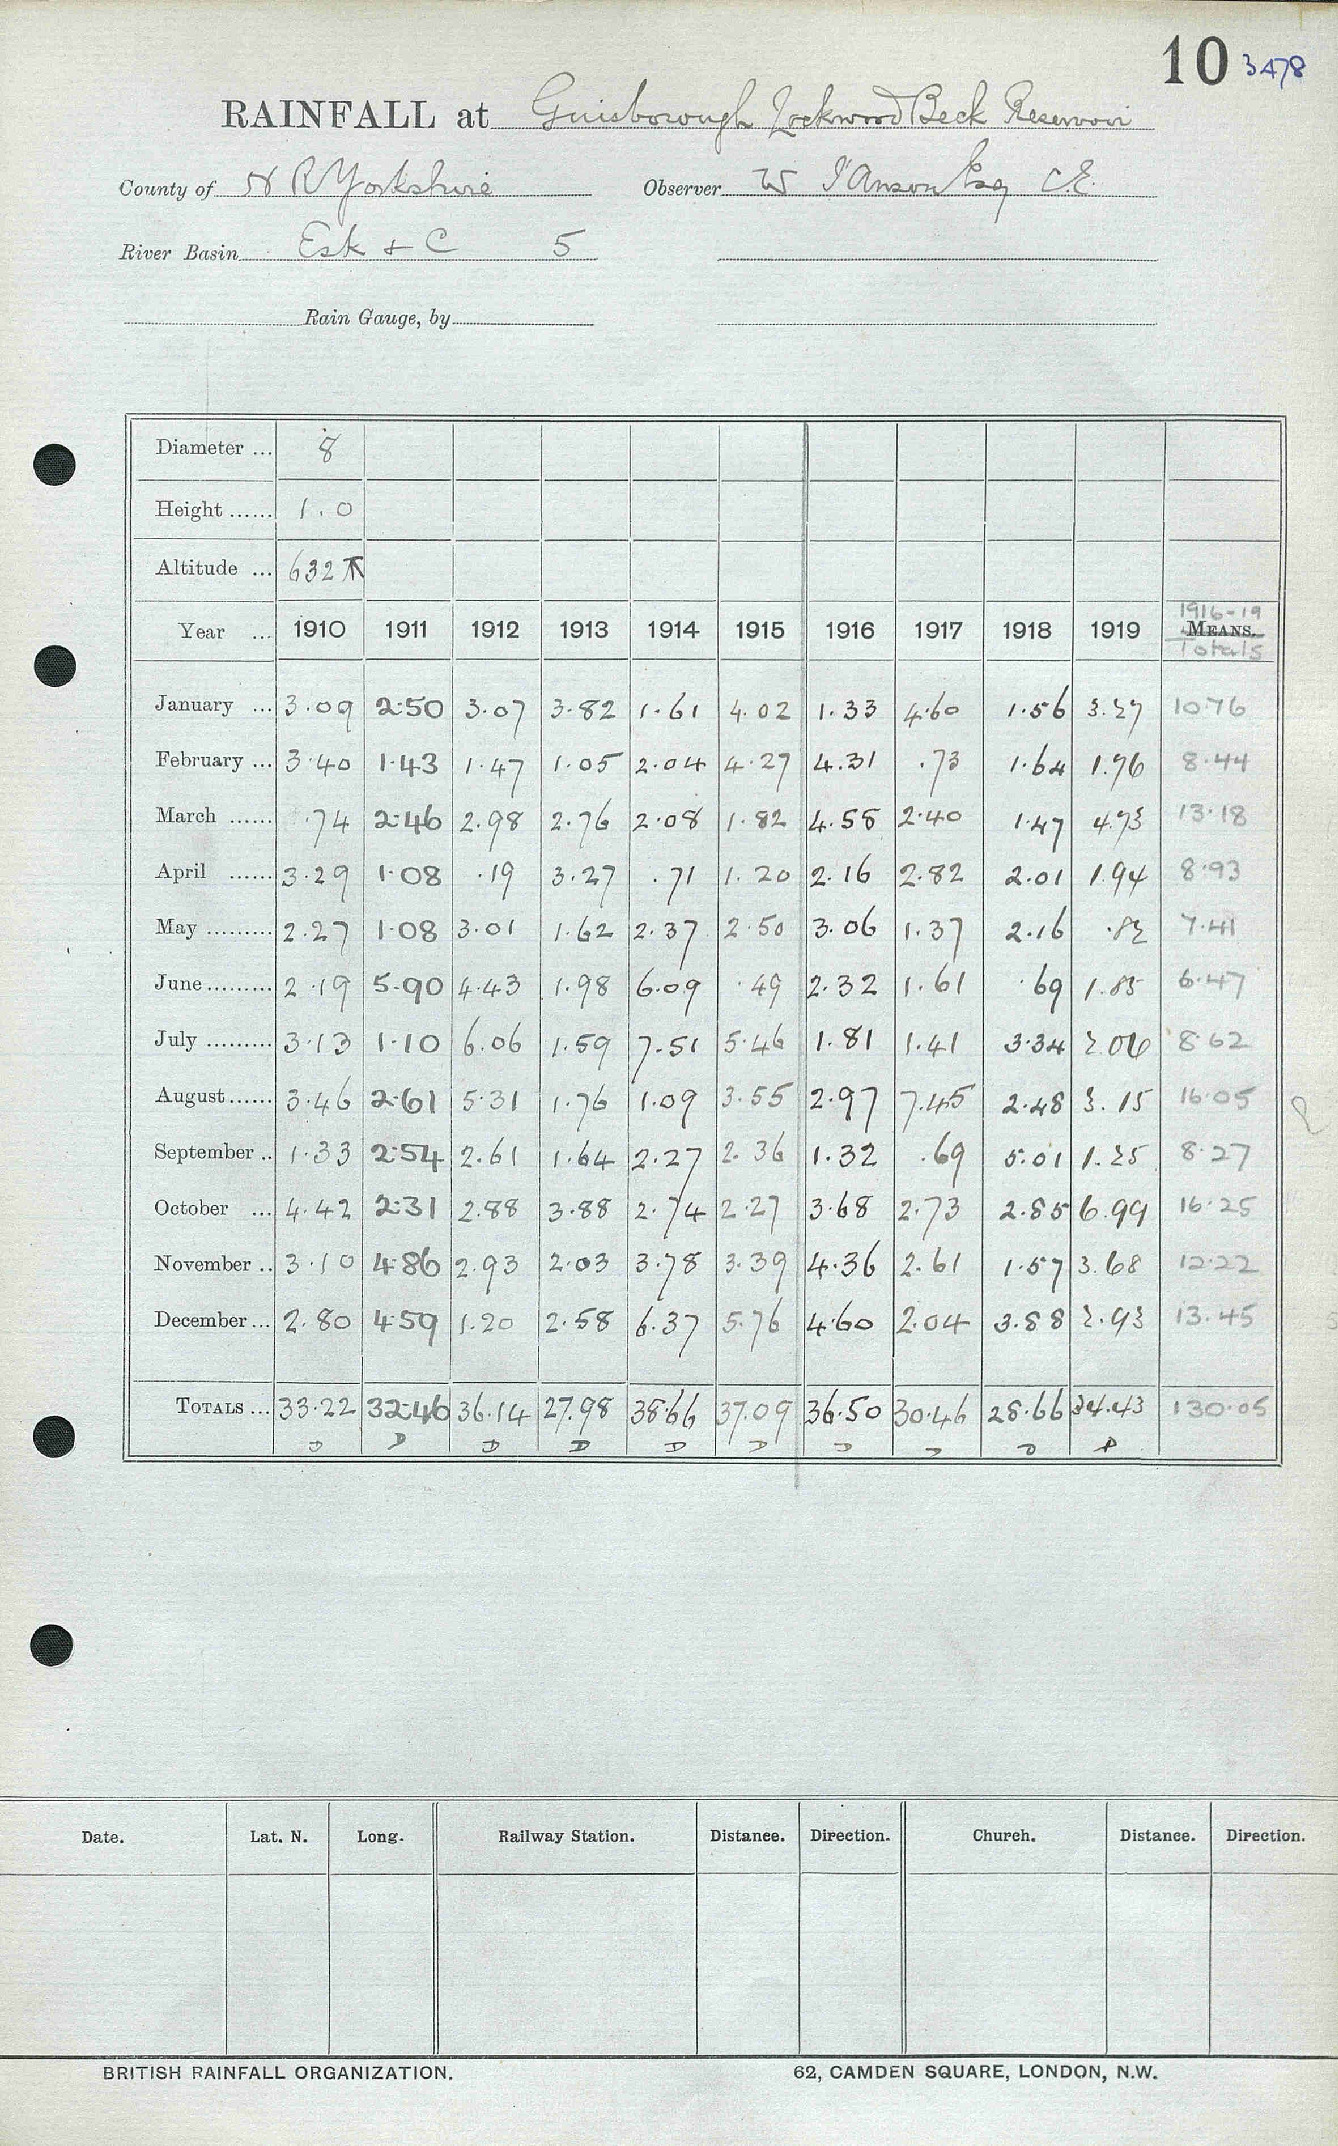 10 3478
RAINFALL at Guisborough Lockwood Beck Reservoir
County of N R Yorkshire Observer W I'Anson Esq C.E.
River Basin Esk & C 5
Rain Gauge, by
Diameter ... 8
Height ...... 1.0
Altitude ... 632
1916-19
Year ... 1910 1911 1912 1913 1914 1915 1916 1917 1918 1919 MEANS.
Totals
January ... 3.09 2.50 3.07 3.82 1.61 4.02 1.33 4.60 1.56 3.27 10.76
February ... 3.40 1.43 1.47 1.05 2.04 4.27 4.31 .73 1.64 1.76 8.44
March ...... .74 2.46 2.98 2.76 2.08 1.82 4.58 2.40 1.47 4.73 13.18
April ...... 3.29 1.08 .19 3.27 .71 1.20 2.16 2.82 2.01 1.94 8.93
May ......... 2.27 1.08 3.01 1.62 2.37 2.50 3.06 1.37 2.16 .82 7.41
June ......... 2.19 5.90 4.43 1.98 6.09 .49 2.32 1.61 .69 1.85 6.47
July ......... 3.13 1.10 6.06 1.59 7.51 5.46 1.81 1.41 3.34 2.06 8.62
August ...... 3.46 2.61 5.31 1.76 1.09 3.55 2.97 7.45 2.48 3.15 16.05
September .. 1.33 2.54 2.61 1.64 2.27 2.36 1.32 .69 5.01 1.25 8.27
October ... 4.42 2.31 2.88 3.88 2.74 2.27 3.68 2.73 2.85 6.99 16.25
November .. 3.10 4.86 2.93 2.03 3.78 3.39 4.36 2.61 1.57 3.68 12.22
December ... 2.80 4.59 1.20 2.58 6.37 5.76 4.60 2.04 3.88 2.93 13.45
TOTALS ... 33.22 32.46 36.14 27.98 38.66 37.09 36.50 30.46 28.66 34.43 130.05
D D D D D D D D D D
Date. Lat. N. Long. Railway Station. Distance. Direction. Church. Distance. Direction.
BRITISH RAINFALL ORGANIZATION. 62, CAMDEN SQUARE, LONDON, N.W.